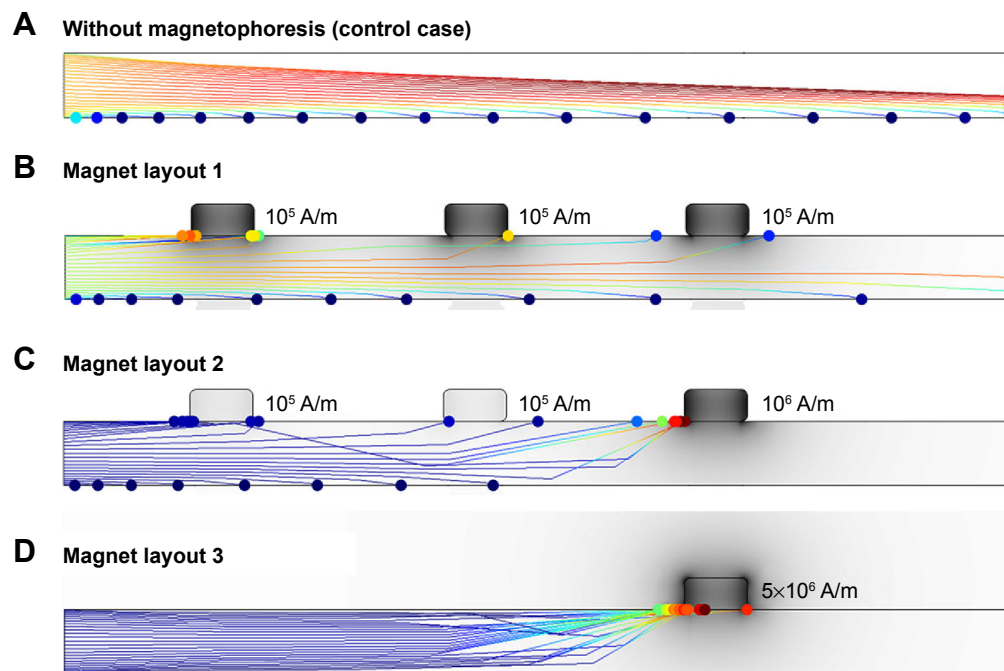 A Without magnetophoresis (control case)
B Magnet layout 1
10⁵ A/m 10⁵ A/m 10⁵ A/m
C Magnet layout 2
10⁵ A/m 10⁵ A/m 10⁶ A/m
D Magnet layout 3
5×10⁶ A/m